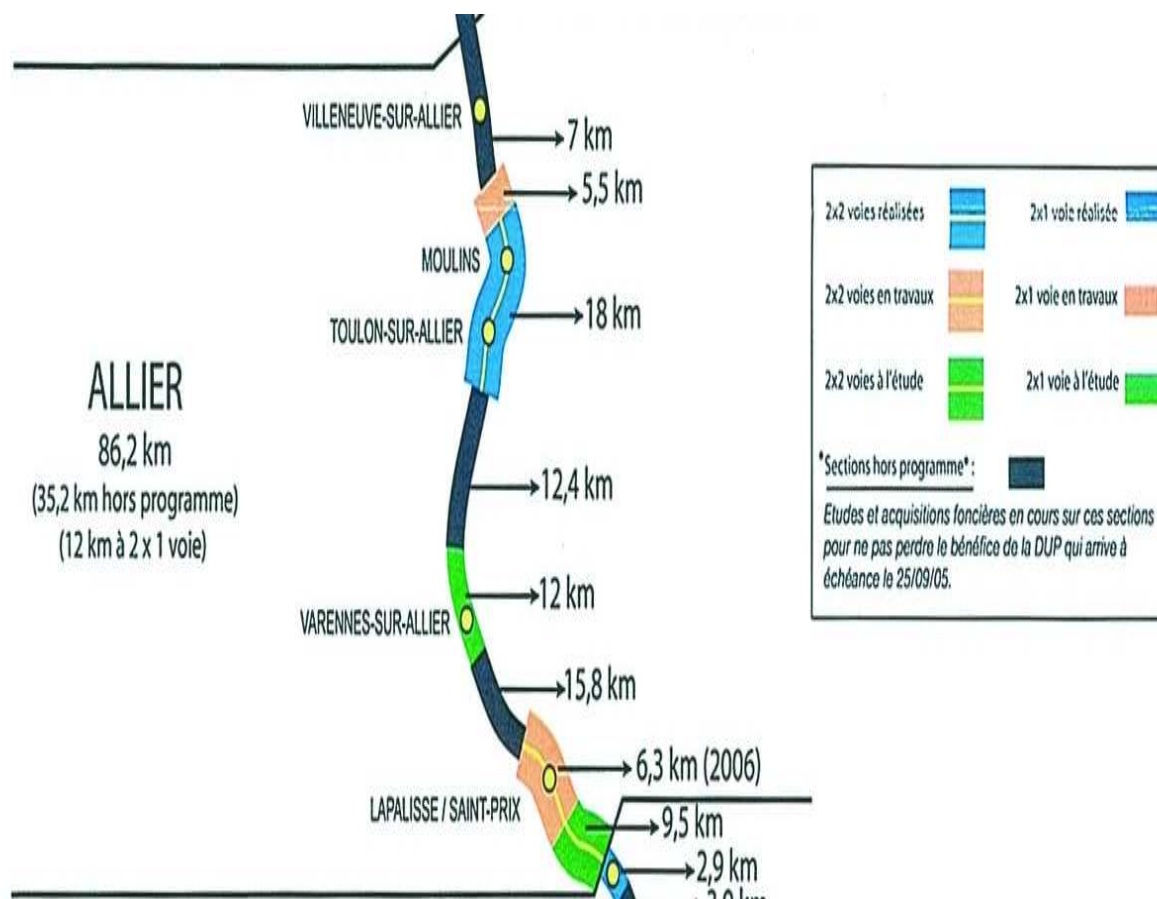 VILLENEUVE-SUR-ALLIER
7 km
5,5 km
MOULINS
18 km
TOULON-SUR-ALLIER
ALLIER
86,2 km
(35,2 km hors programme)
(12 km à 2 x 1 voie)
12,4 km
12 km
VARENNES-SUR-ALLIER
15,8 km
6,3 km (2006)
LAPALISSE / SAINT-PRIX
9,5 km
2,9 km
2x2 voies réalisées
2x1 voie réalisée
2x2 voies en travaux
2x1 voie en travaux
2x2 voies à l'étude
2x1 voie à l'étude
*Sections hors programme* :
Etudes et acquisitions foncières en cours sur ces sections
pour ne pas perdre le bénéfice de la DUP qui arrive à
échéance le 25/09/05.